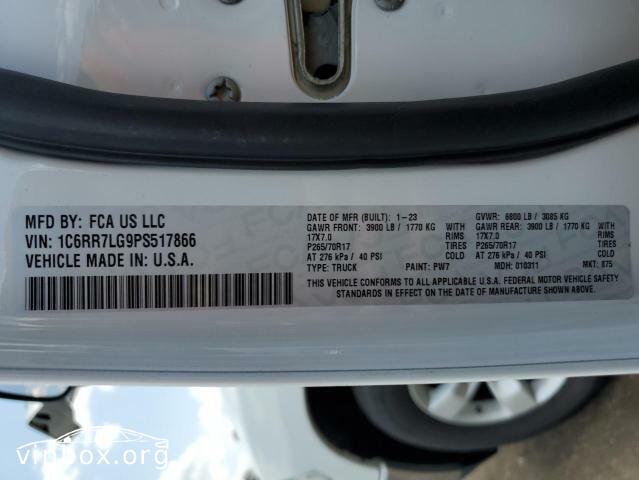 MFD BY: FCA US LLC
VIN: 1C6RR7LG9PS517866
VEHICLE MADE IN: U.S.A.
DATE OF MFR (BUILT): 1-23
GVWR: 6800 LB / 3085 KG
GAWR FRONT: 3900 LB / 1770 KG WITH
GAWR REAR: 3900 LB / 1770 KG WITH
17X7.0 RIMS
17X7.0 RIMS
P265/70R17 TIRES
P265/70R17 TIRES
AT 276 kPa / 40 PSI COLD
AT 276 kPa / 40 PSI COLD
TYPE: TRUCK PAINT: PW7
MDH: 010311 MKT: 875
THIS VEHICLE CONFORMS TO ALL APPLICABLE U.S.A. FEDERAL MOTOR VEHICLE SAFETY
STANDARDS IN EFFECT ON THE DATE OF MANUFACTURE SHOWN ABOVE.
vinbox.org